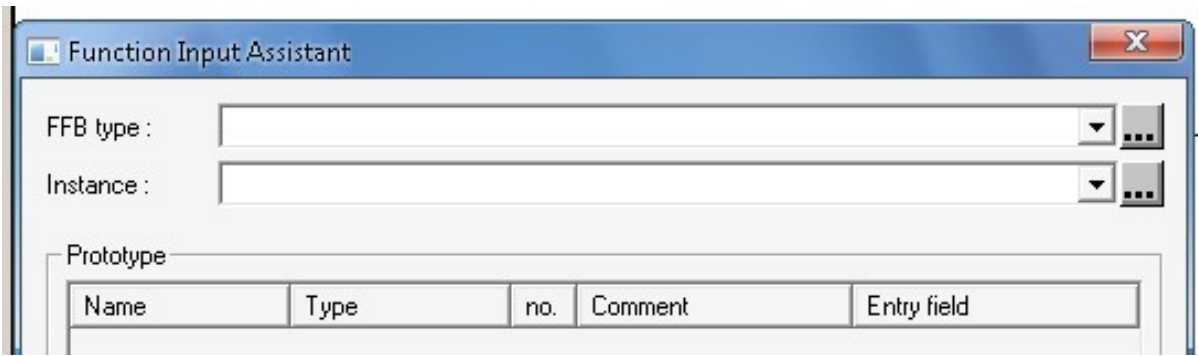 Function Input Assistant
FFB type :
Instance :
Prototype
Name Type no. Comment Entry field